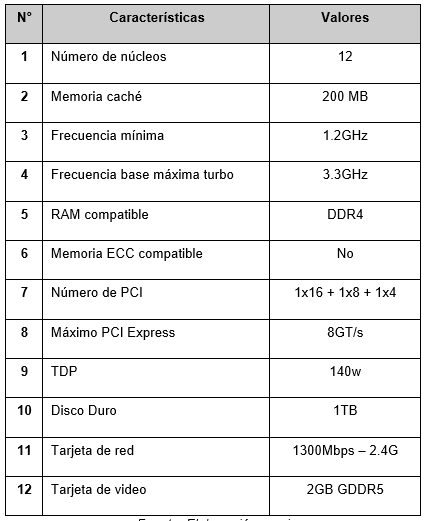 N° Características Valores
1 Número de núcleos 12
2 Memoria caché 200 MB
3 Frecuencia mínima 1.2GHz
4 Frecuencia base máxima turbo 3.3GHz
5 RAM compatible DDR4
6 Memoria ECC compatible No
7 Número de PCI 1x16 + 1x8 + 1x4
8 Máximo PCI Express 8GT/s
9 TDP 140w
10 Disco Duro 1TB
11 Tarjeta de red 1300Mbps – 2.4G
12 Tarjeta de video 2GB GDDR5